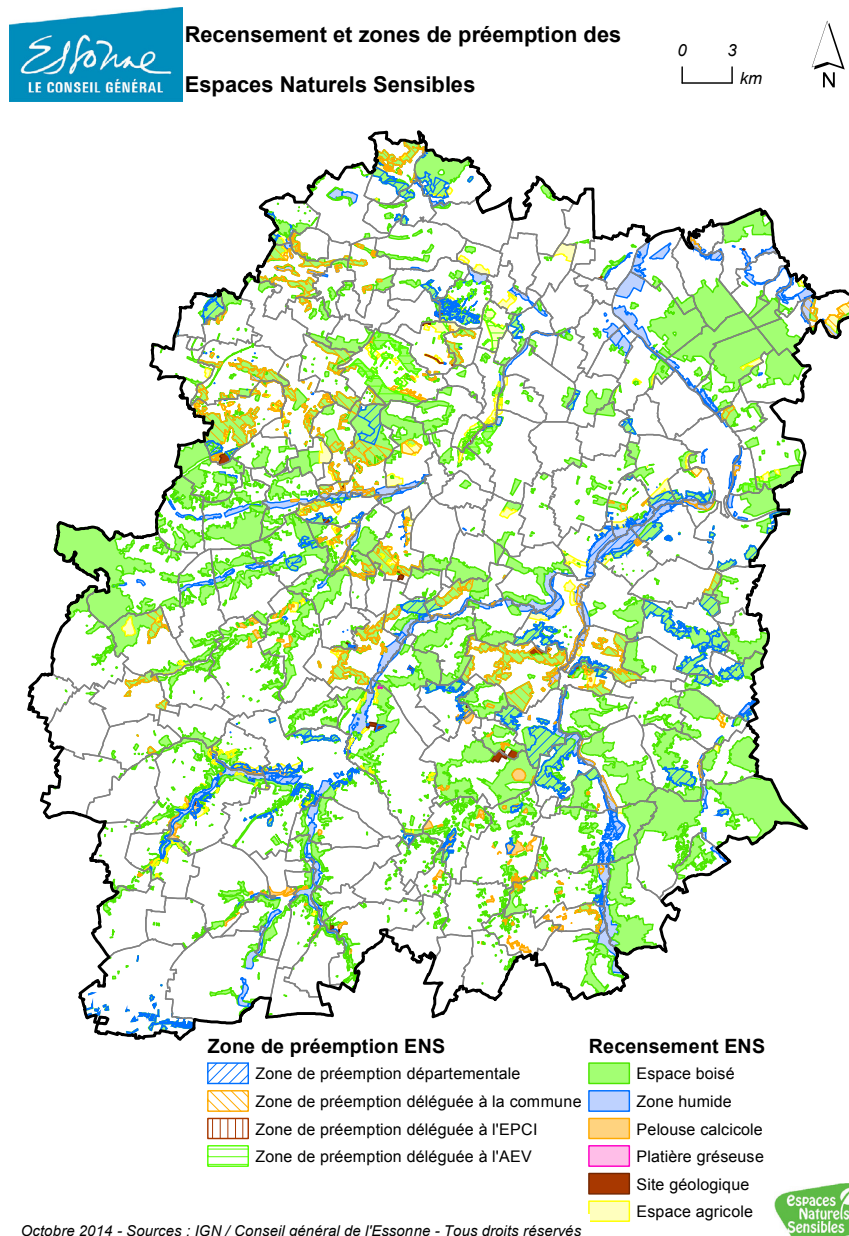 Essonne
LE CONSEIL GÉNÉRAL
Recensement et zones de préemption des
Espaces Naturels Sensibles
0 3
km
N
Zone de préemption ENS
Zone de préemption départementale
Zone de préemption déléguée à la commune
Zone de préemption déléguée à l'EPCI
Zone de préemption déléguée à l'AEV
Recensement ENS
Espace boisé
Zone humide
Pelouse calcicole
Platière gréseuse
Site géologique
Espace agricole
espaces
Naturels
Sensibles
Octobre 2014 - Sources : IGN / Conseil général de l'Essonne - Tous droits réservés